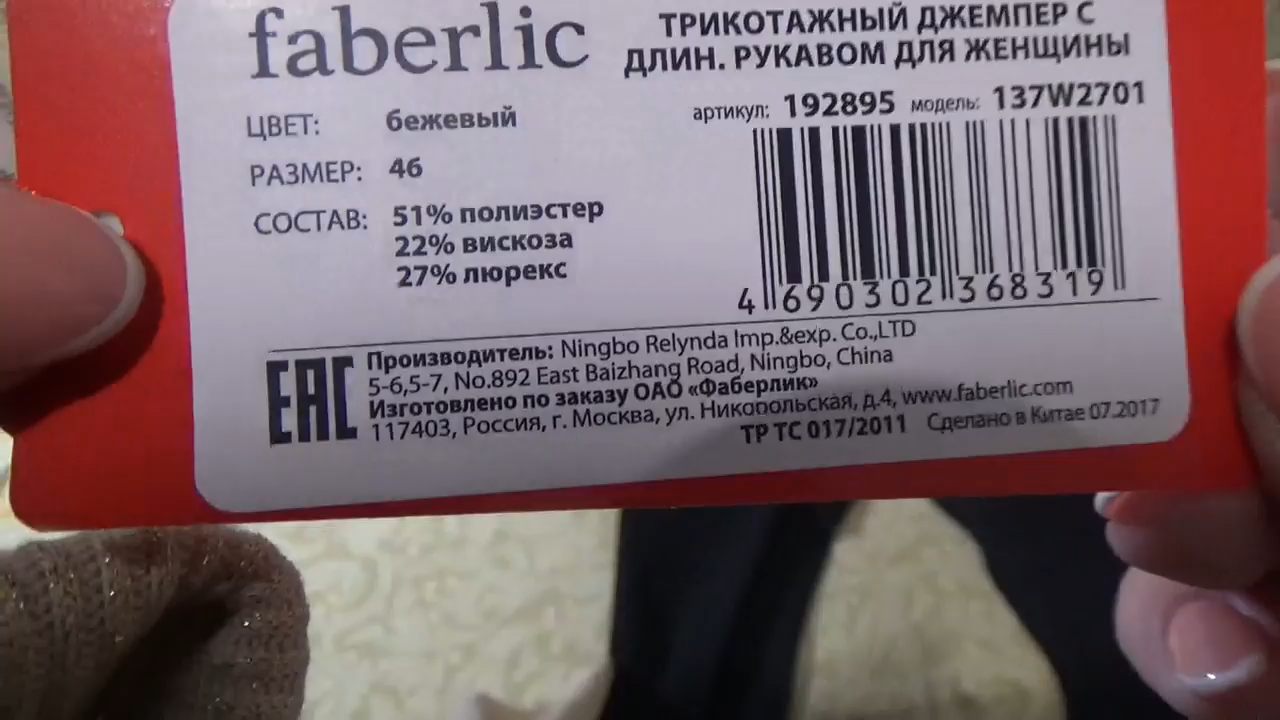 faberlic
ТРИКОТАЖНЫЙ ДЖЕМПЕР С
ДЛИН. РУКАВОМ ДЛЯ ЖЕНЩИНЫ
артикул: 192895 модель: 137W2701
ЦВЕТ: бежевый
РАЗМЕР: 46
СОСТАВ: 51% полиэстер
22% вискоза
27% люрекс
4 690302 368319
EAC
Производитель: Ningbo Relynda Imp.&exp. Co.,LTD
5-6,5-7, No.892 East Baizhang Road, Ningbo, China
Изготовлено по заказу ОАО «Фаберлик»
117403, Россия, г. Москва, ул. Никопольская, д.4, www.faberlic.com
ТР ТС 017/2011 Сделано в Китае 07.2017